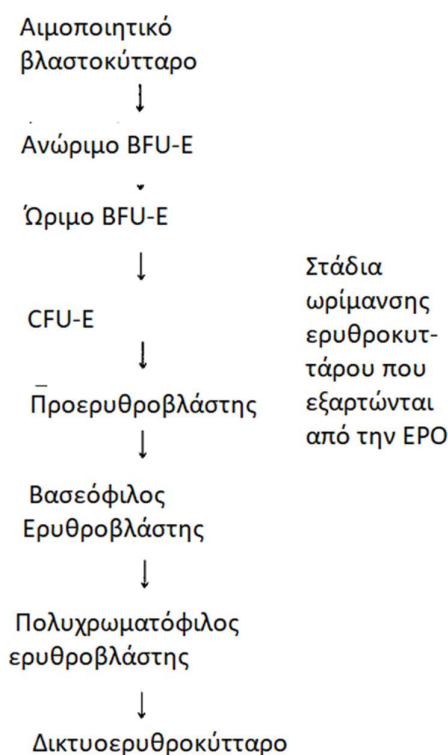 Αιμοποιητικό
βλαστοκύτταρο
Ανώριμο BFU-E
Ώριμο BFU-E
CFU-E
Προερυθροβλάστης
Βασεόφιλος
Ερυθροβλάστης
Πολυχρωματόφιλος
ερυθροβλάστης
Δικτυοερυθροκύτταρο
Στάδια
ωρίμανσης
ερυθροκυτ-
τάρου που
εξαρτώνται
από την ΕΡΟ